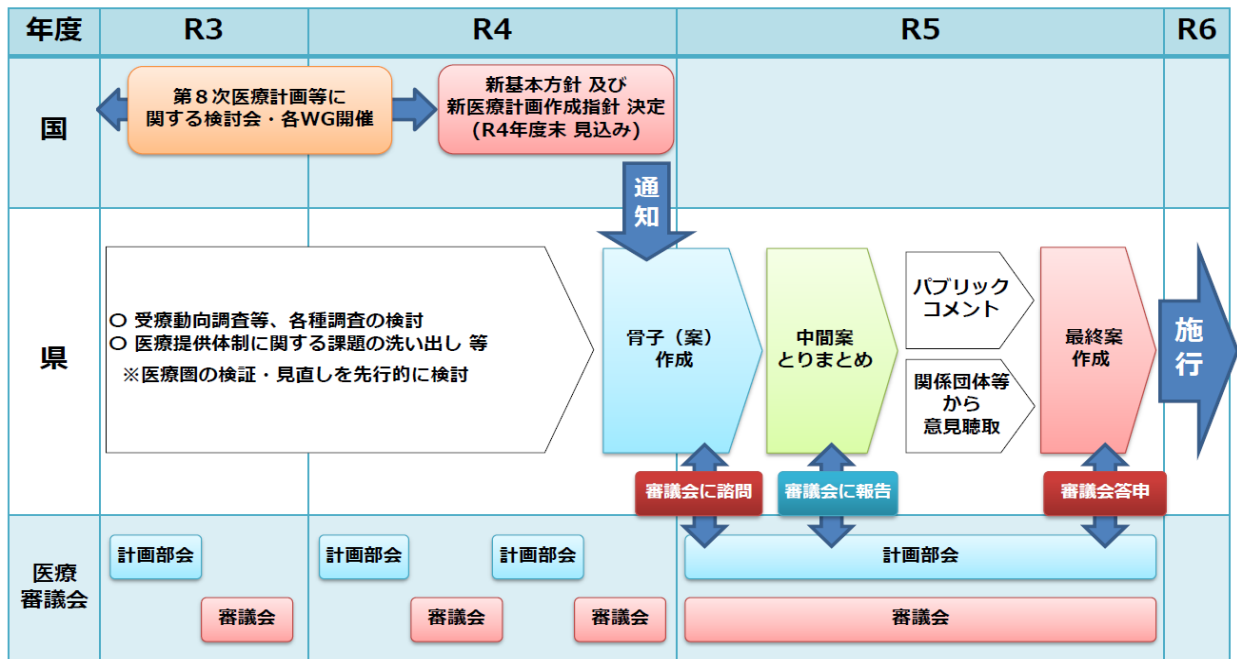 年度
R3
R4
R5
R6
国
第８次医療計画等に
関する検討会・各WG開催
新基本方針 及び
新医療計画作成指針 決定
(R4年度末 見込み)
通知
県
〇 受療動向調査等、各種調査の検討
〇 医療提供体制に関する課題の洗い出し 等
※医療圏の検証・見直しを先行的に検討
骨子（案）
作成
中間案
とりまとめ
パブリック
コメント
関係団体等
から
意見聴取
最終案
作成
施行
審議会に諮問
審議会に報告
審議会答申
医療
審議会
計画部会
計画部会
計画部会
計画部会
審議会
審議会
審議会
審議会